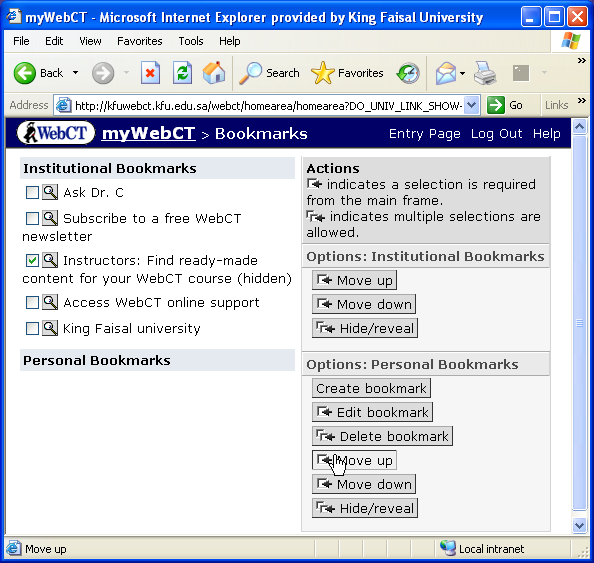 myWebCT - Microsoft Internet Explorer provided by King Faisal University
File Edit View Favorites Tools Help
Back Search Favorites
Address http://kfuwebct.kfu.edu.sa/webct/homearea/homearea?DO_UNIV_LINK_SHOW- Go Links
WebCT myWebCT > Bookmarks Entry Page Log Out Help
Institutional Bookmarks
Ask Dr. C
Subscribe to a free WebCT
newsletter
Instructors: Find ready-made
content for your WebCT course (hidden)
Access WebCT online support
King Faisal university
Personal Bookmarks
Actions
indicates a selection is required
from the main frame.
indicates multiple selections are
allowed.
Options: Institutional Bookmarks
Move up
Move down
Hide/reveal
Options: Personal Bookmarks
Create bookmark
Edit bookmark
Delete bookmark
Move up
Move down
Hide/reveal
Move up Local intranet